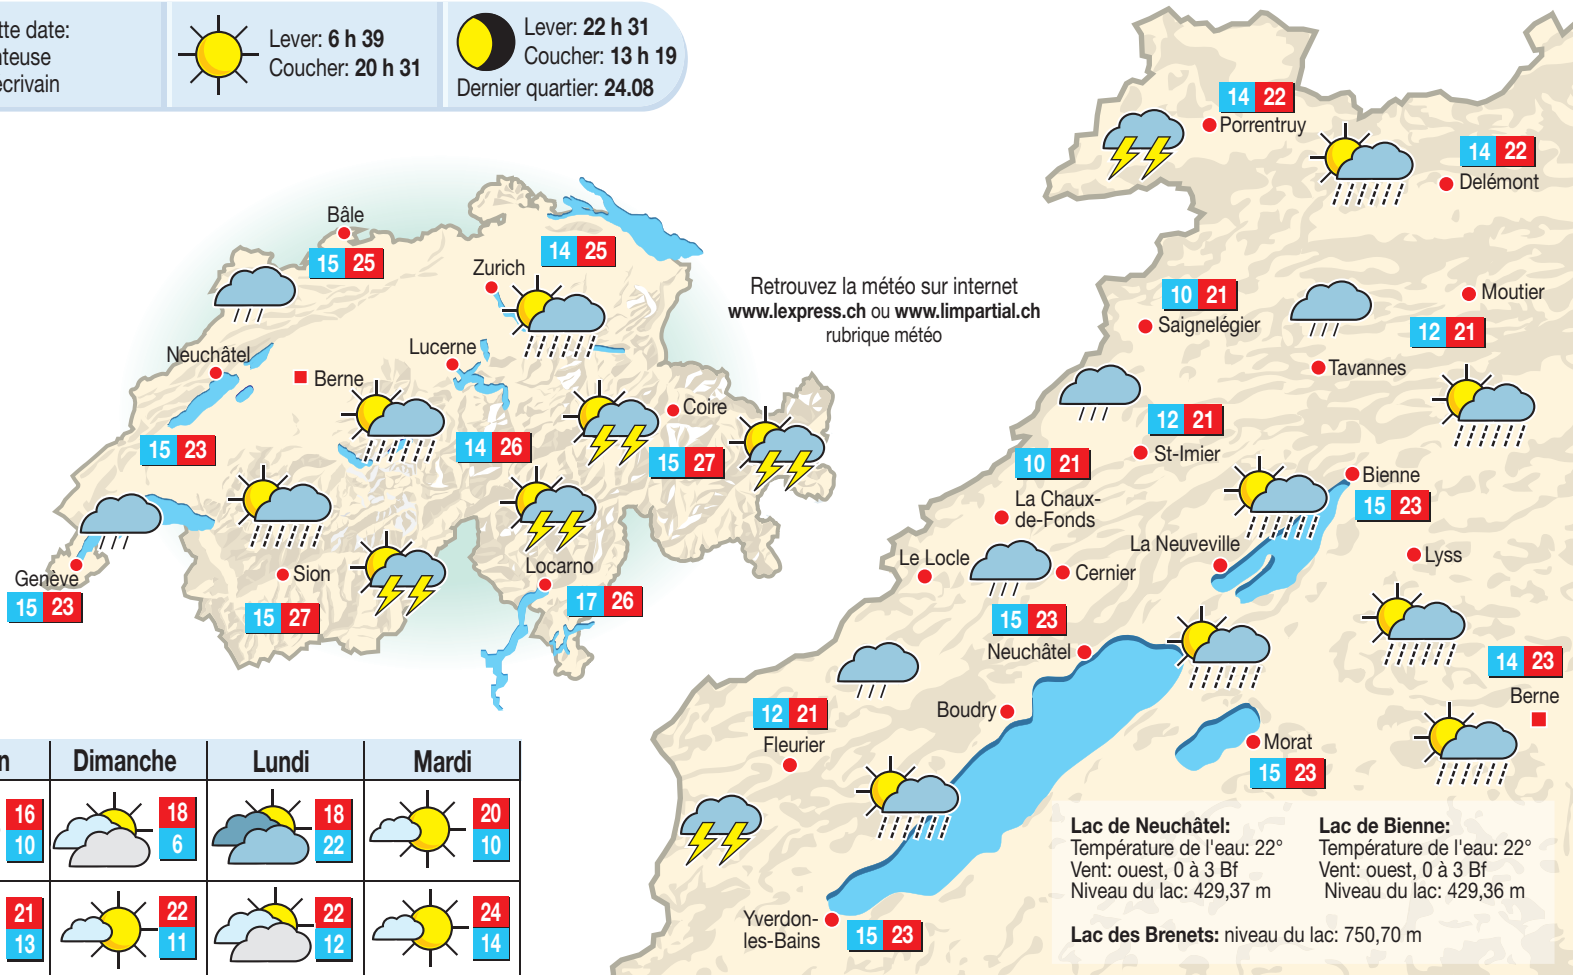 tte date:
nteuse
écrivain
Lever: 6 h 39
Coucher: 20 h 31
Lever: 22 h 31
Coucher: 13 h 19
Dernier quartier: 24.08
Bâle
15 25
14 25
Zurich
Neuchâtel
Lucerne
Berne
Coire
15 23
14 26
15 27
Genève
15 23
Sion
15 27
Locarno
17 26
Retrouvez la météo sur internet
www.lexpress.ch ou www.limpartial.ch
rubrique météo
14 22
Porrentruy
14 22
Delémont
10 21
Saignelégier
Moutier
12 21
Tavannes
12 21
St-Imier
10 21
La Chaux-
de-Fonds
Bienne
15 23
Le Locle
Cernier
La Neuveville
Lyss
15 23
Neuchâtel
14 23
Berne
12 21
Fleurier
Boudry
Morat
15 23
Yverdon-
les-Bains
15 23
Lac de Neuchâtel:
Température de l'eau: 22°
Vent: ouest, 0 à 3 Bf
Niveau du lac: 429,37 m
Lac de Bienne:
Température de l'eau: 22°
Vent: ouest, 0 à 3 Bf
Niveau du lac: 429,36 m
Lac des Brenets: niveau du lac: 750,70 m
n Dimanche Lundi Mardi
16 18 18 20
10 6 22 10
21 22 22 24
13 11 12 14